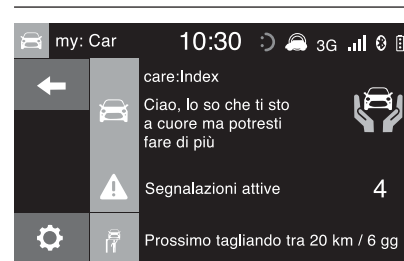 my: Car 10:30 3G
care:Index
Ciao, lo so che ti sto
a cuore ma potresti
fare di più
Segnalazioni attive 4
Prossimo tagliando tra 20 km / 6 gg